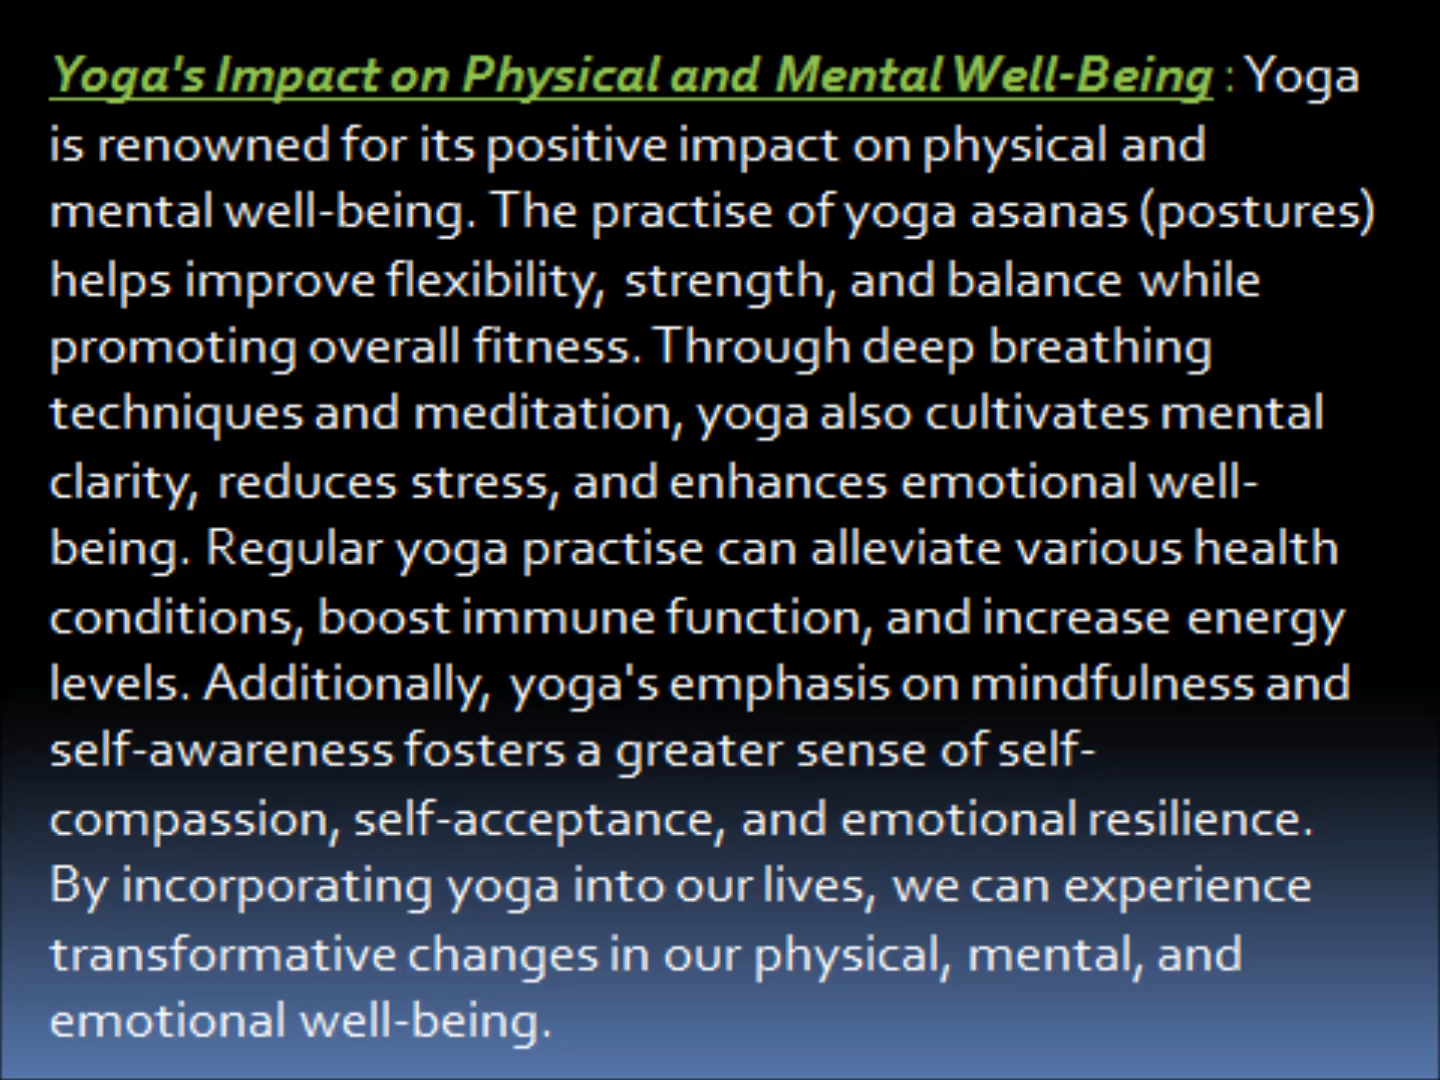 Yoga's Impact on Physical and Mental Well-Being : Yoga
is renowned for its positive impact on physical and
mental well-being. The practise of yoga asanas (postures)
helps improve flexibility, strength, and balance while
promoting overall fitness. Through deep breathing
techniques and meditation, yoga also cultivates mental
clarity, reduces stress, and enhances emotional well-
being. Regular yoga practise can alleviate various health
conditions, boost immune function, and increase energy
levels. Additionally, yoga's emphasis on mindfulness and
self-awareness fosters a greater sense of self-
compassion, self-acceptance, and emotional resilience.
By incorporating yoga into our lives, we can experience
transformative changes in our physical, mental, and
emotional well-being.